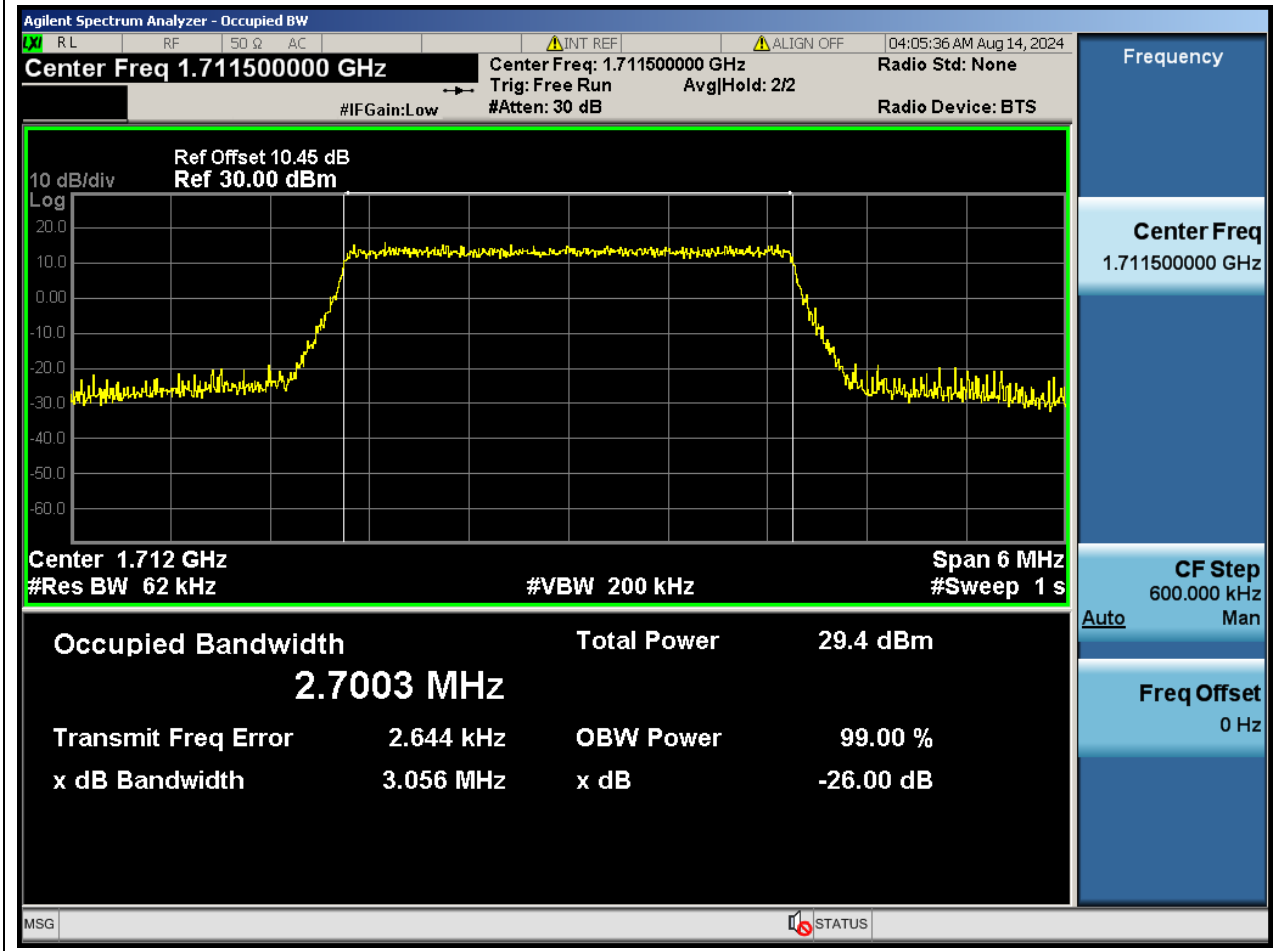 Agilent Spectrum Analyzer - Occupied BW
LXI RL RF 50 Ω AC INT REF ALIGN OFF 04:05:36 AM Aug 14, 2024
Center Freq 1.711500000 GHz
Center Freq: 1.711500000 GHz
Radio Std: None
Trig: Free Run Avg|Hold: 2/2
#IFGain:Low
#Atten: 30 dB
Radio Device: BTS
Frequency
Ref Offset 10.45 dB
10 dB/div Ref 30.00 dBm
Log
20.0
10.0
0.00
-10.0
-20.0
-30.0
-40.0
-50.0
-60.0
Center 1.712 GHz Span 6 MHz
#Res BW 62 kHz #VBW 200 kHz #Sweep 1 s
Occupied Bandwidth
2.7003 MHz
Total Power 29.4 dBm
Transmit Freq Error 2.644 kHz OBW Power 99.00 %
x dB Bandwidth 3.056 MHz x dB -26.00 dB
Center Freq
1.711500000 GHz
CF Step
600.000 kHz
Auto Man
Freq Offset
0 Hz
MSG STATUS